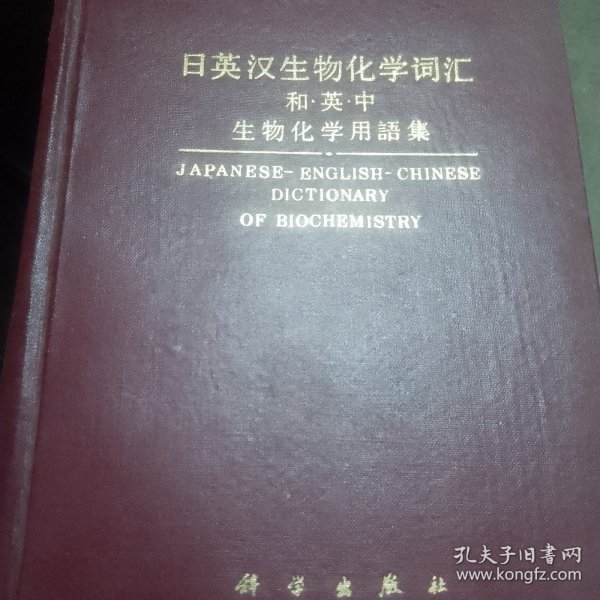 日英汉生物化学词汇
和·英·中
生物化学用語集
JAPANESE-ENGLISH-CHINESE
DICTIONARY
OF BIOCHEMISTRY
科学出版社
孔夫子旧书网
www.kongfz.com